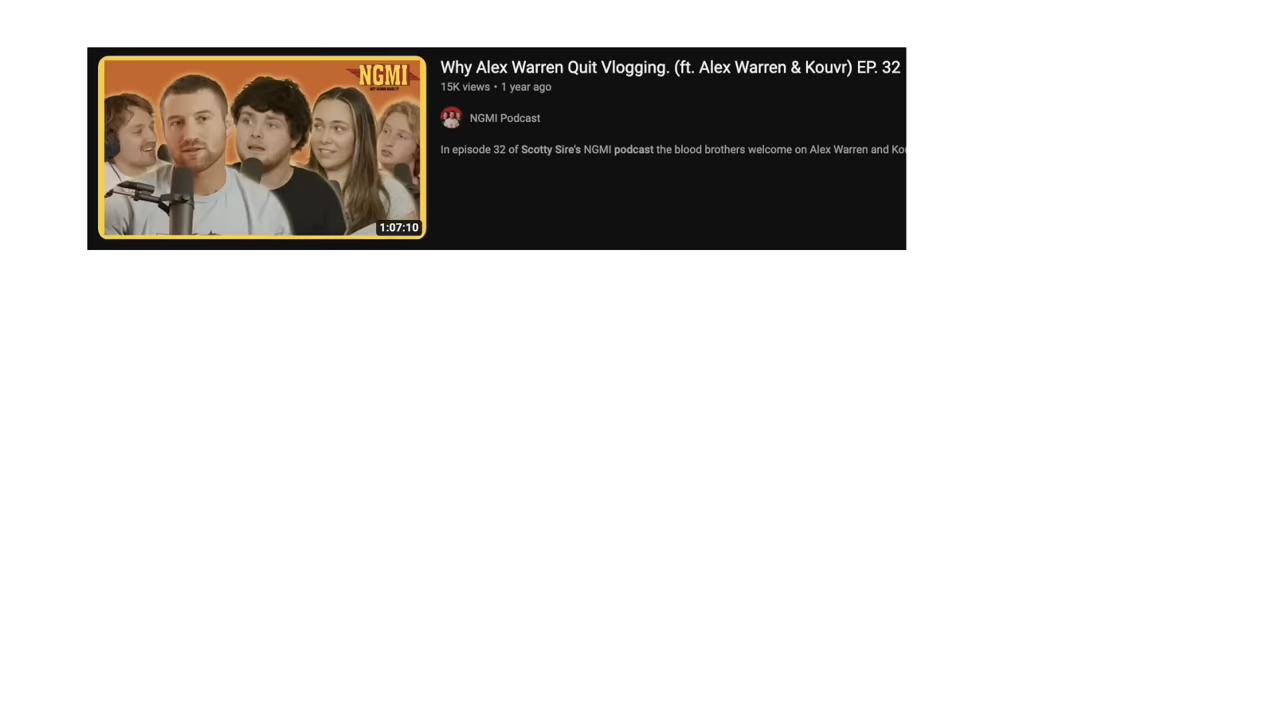 NGMI
Why Alex Warren Quit Vlogging. (ft. Alex Warren & Kouvr) EP. 32
15K views • 1 year ago
NGMI Podcast
In episode 32 of Scotty Sire's NGMI podcast the blood brothers welcome on Alex Warren and
1:07:10